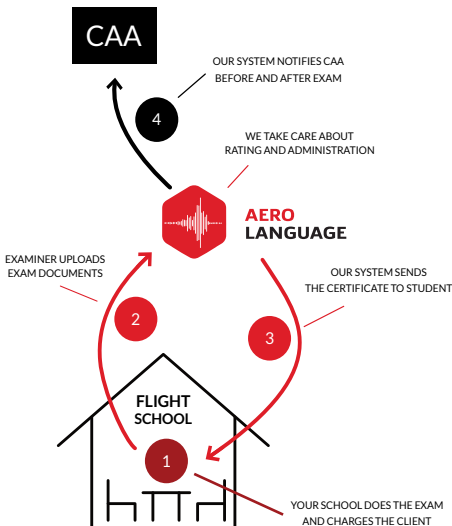 CAA
OUR SYSTEM NOTIFIES CAA
BEFORE AND AFTER EXAM
4
WE TAKE CARE ABOUT
RATING AND ADMINISTRATION
AERO
LANGUAGE
EXAMINER UPLOADS
EXAM DOCUMENTS
OUR SYSTEM SENDS
THE CERTIFICATE TO STUDENT
2
3
FLIGHT
SCHOOL
1
YOUR SCHOOL DOES THE EXAM
AND CHARGES THE CLIENT